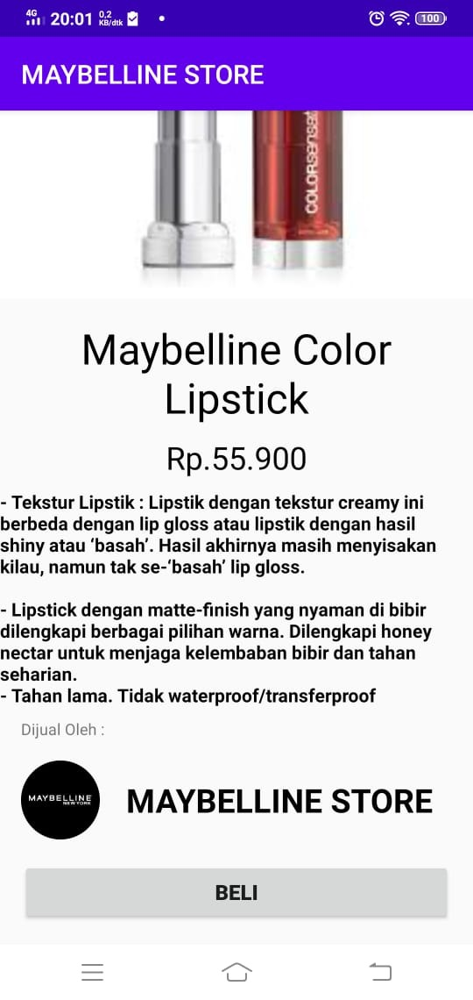 4G 20:01 0,2 KB/dtk 100
MAYBELLINE STORE
COLORsensat
Maybelline Color
Lipstick
Rp.55.900
- Tekstur Lipstik : Lipstik dengan tekstur creamy ini
berbeda dengan lip gloss atau lipstik dengan hasil
shiny atau ‘basah’. Hasil akhirnya masih menyisakan
kilau, namun tak se-‘basah’ lip gloss.
- Lipstick dengan matte-finish yang nyaman di bibir
dilengkapi berbagai pilihan warna. Dilengkapi honey
nectar untuk menjaga kelembaban bibir dan tahan
seharian.
- Tahan lama. Tidak waterproof/transferproof
Dijual Oleh :
MAYBELLINE
NEW YORK
MAYBELLINE STORE
BELI